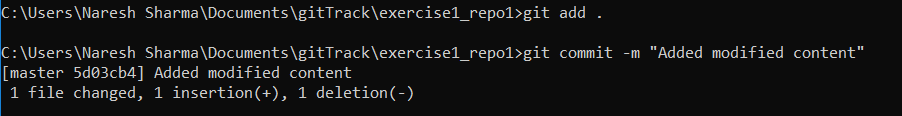 C:\Users\Naresh Sharma\Documents\gitTrack\exercise1_repo1>git add .
C:\Users\Naresh Sharma\Documents\gitTrack\exercise1_repo1>git commit -m "Added modified content"
[master 5d03cb4] Added modified content
 1 file changed, 1 insertion(+), 1 deletion(-)